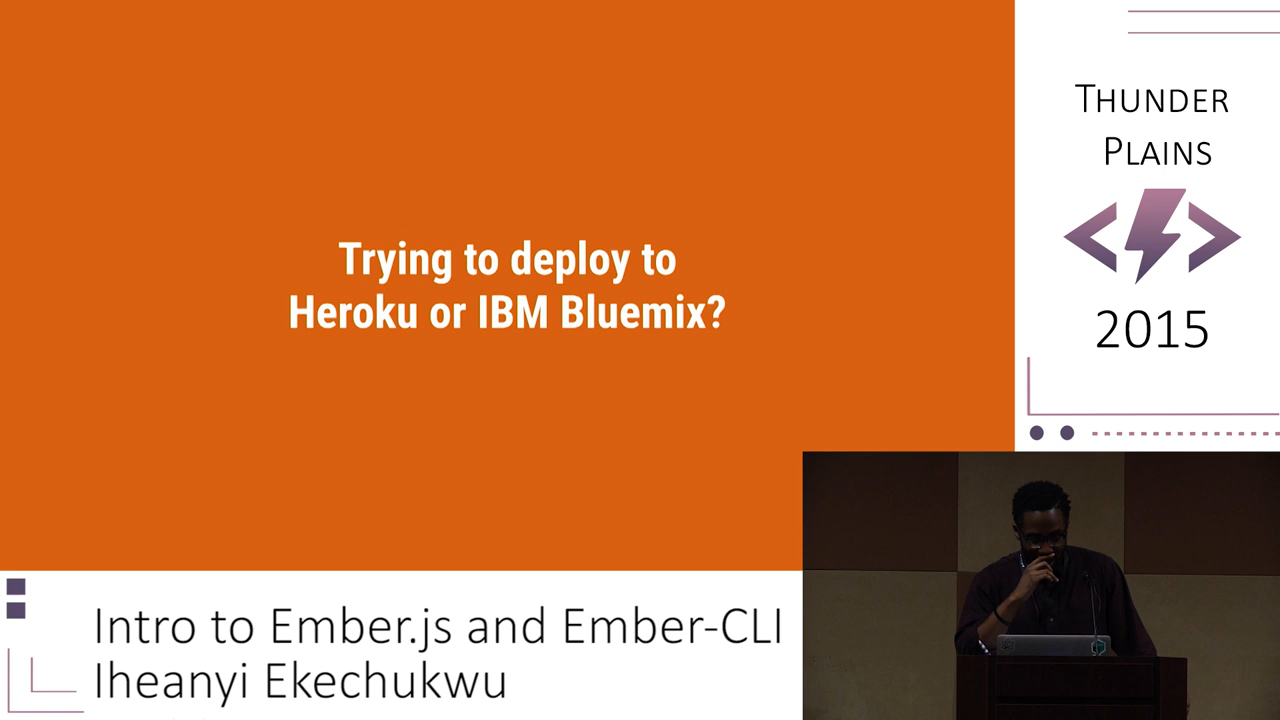 Trying to deploy to
Heroku or IBM Bluemix?
THUNDER
PLAINS
2015
Intro to Ember.js and Ember-CLI
Iheanyi Ekechukwu